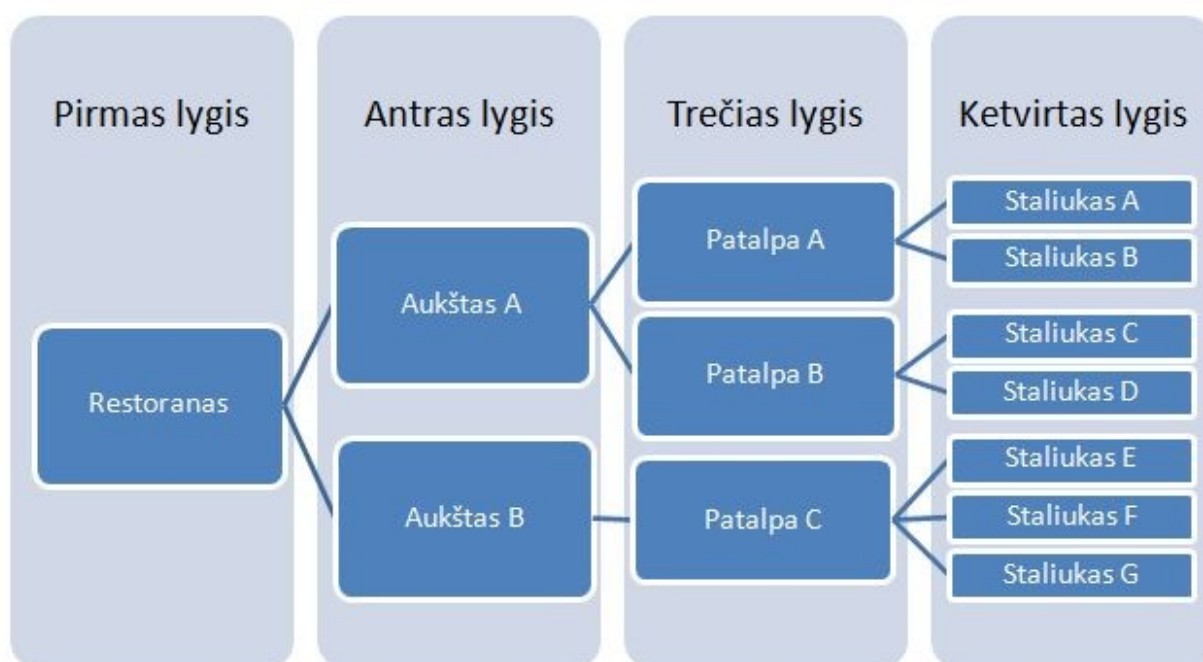 Pirmas lygis
Antras lygis
Trečias lygis
Ketvirtas lygis
Restoranas
Aukštas A
Aukštas B
Patalpa A
Patalpa B
Patalpa C
Staliukas A
Staliukas B
Staliukas C
Staliukas D
Staliukas E
Staliukas F
Staliukas G